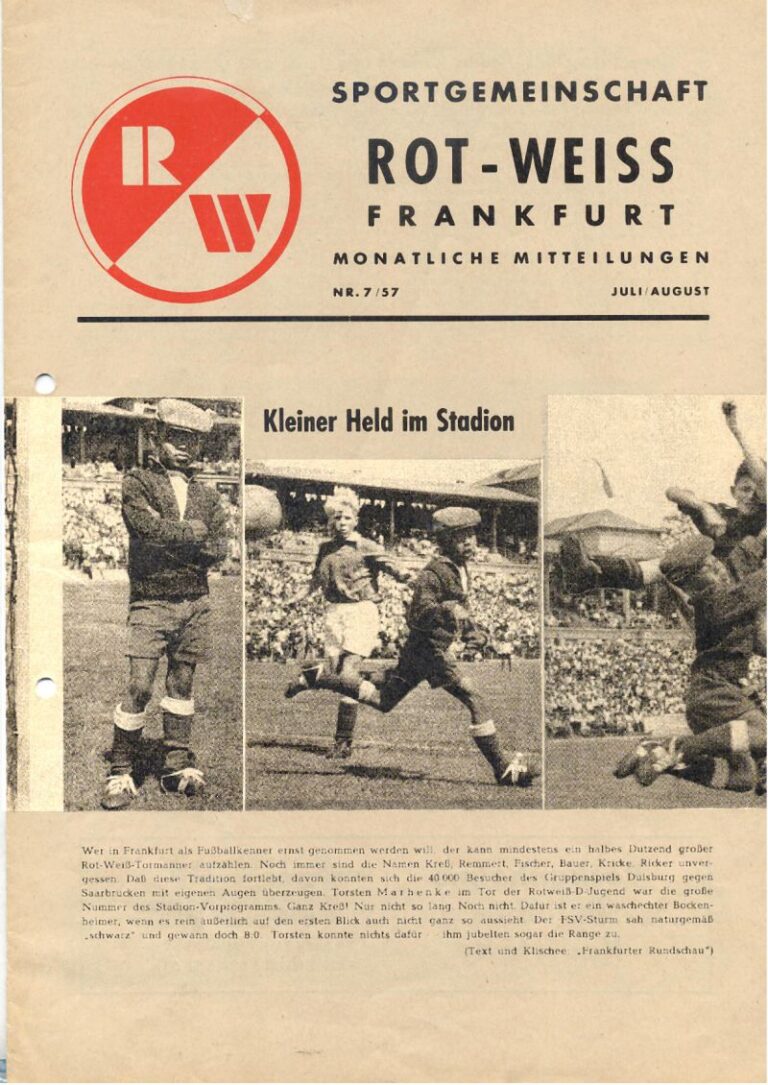 RW
SPORTGEMEINSCHAFT
ROT-WEISS
FRANKFURT
MONATLICHE MITTEILUNGEN
NR. 7/57 JULI/AUGUST
Kleiner Held im Stadion
Wer in Frankfurt als Fußballkenner ernst genommen werden will, der kann mindestens ein halbes Dutzend großer
Rot-Weiß-Tormänner aufzählen. Noch immer sind die Namen Kreß, Remmert, Fischer, Bauer, Kricke, Ricker unver-
gessen. Daß diese Tradition fortlebt, davon konnten sich die 40 000 Besucher des Gruppenspiels Duisburg gegen
Saarbrücken mit eigenen Augen überzeugen. Torsten Marhenke im Tor der Rotweiß-D-Jugend war die große
Nummer des Stadion-Vorprogramms. Ganz Kreß! Nur nicht so lang. Noch nicht. Dafür ist er ein waschechter Bocken-
heimer, wenn es rein äußerlich auf den ersten Blick auch nicht ganz so aussieht. Der FSV-Sturm sah naturgemäß
„schwarz" und gewann doch 8:0. Torsten konnte nichts dafür — ihm jubelten sogar die Ränge zu.
(Text und Klischee: „Frankfurter Rundschau")